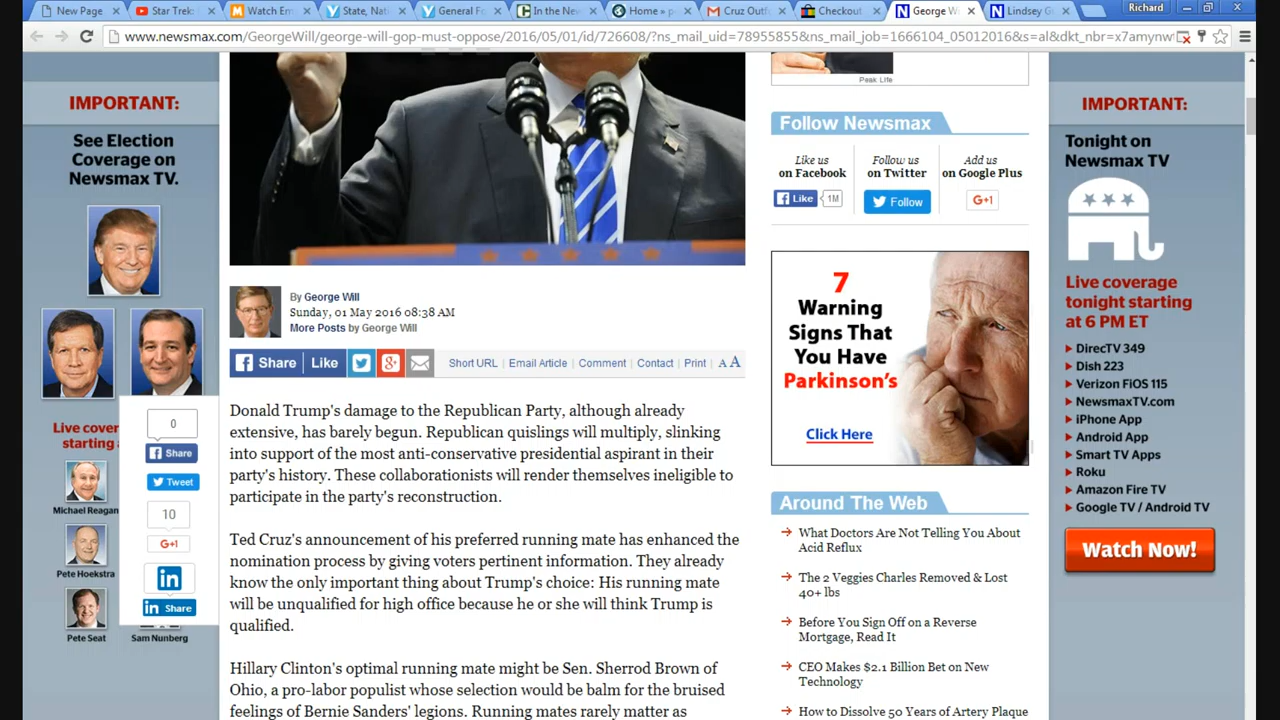 New Page
Star Trek:
Watch Em
State, Nati
General Fo
In the New
Home » p
Cruz Outf
Checkout
George W
Lindsey G
Richard
www.newsmax.com/GeorgeWill/george-will-gop-must-oppose/2016/05/01/id/726608/?ns_mail_uid=78955855&ns_mail_job=1666104_05012016&s=al&dkt_nbr=x7amynwt
IMPORTANT:
See Election
Coverage on
Newsmax TV.
Live cover
starting a
Michael Reagan
Pete Hoekstra
Pete Seat
Sam Nunberg
0
Share
Tweet
10
G+1
in
in Share
By George Will
Sunday, 01 May 2016 08:38 AM
More Posts by George Will
Share
Like
Short URL | Email Article | Comment | Contact | Print | A A
Donald Trump's damage to the Republican Party, although already
extensive, has barely begun. Republican quislings will multiply, slinking
into support of the most anti-conservative presidential aspirant in their
party's history. These collaborationists will render themselves ineligible to
participate in the party's reconstruction.
Ted Cruz's announcement of his preferred running mate has enhanced the
nomination process by giving voters pertinent information. They already
know the only important thing about Trump's choice: His running mate
will be unqualified for high office because he or she will think Trump is
qualified.
Hillary Clinton's optimal running mate might be Sen. Sherrod Brown of
Ohio, a pro-labor populist whose selection would be balm for the bruised
feelings of Bernie Sanders' legions. Running mates rarely matter as
Peak Life
Follow Newsmax
Like us
on Facebook
Like 1M
Follow us
on Twitter
Follow
Add us
on Google Plus
G+1
7
Warning
Signs That
You Have
Parkinson's
Click Here
Around The Web
What Doctors Are Not Telling You About
Acid Reflux
The 2 Veggies Charles Removed & Lost
40+ lbs
Before You Sign Off on a Reverse
Mortgage, Read It
CEO Makes $2.1 Billion Bet on New
Technology
How to Dissolve 50 Years of Artery Plaque
IMPORTANT:
Tonight on
Newsmax TV
Live coverage
tonight starting
at 6 PM ET
DirecTV 349
Dish 223
Verizon FiOS 115
NewsmaxTV.com
iPhone App
Android App
Smart TV Apps
Roku
Amazon Fire TV
Google TV / Android TV
Watch Now!